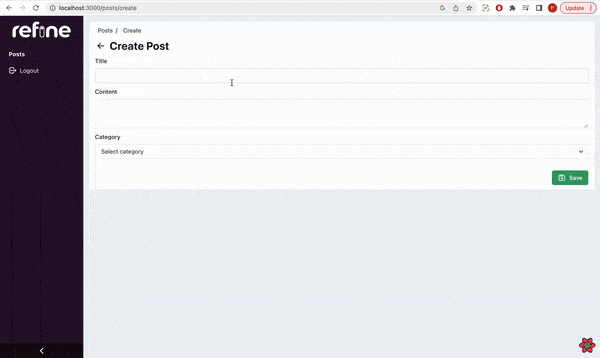 localhost:3000/posts/create
Update
refine
Posts
Logout
Posts / Create
Create Post
Title
Content
Category
Select category
Save
P